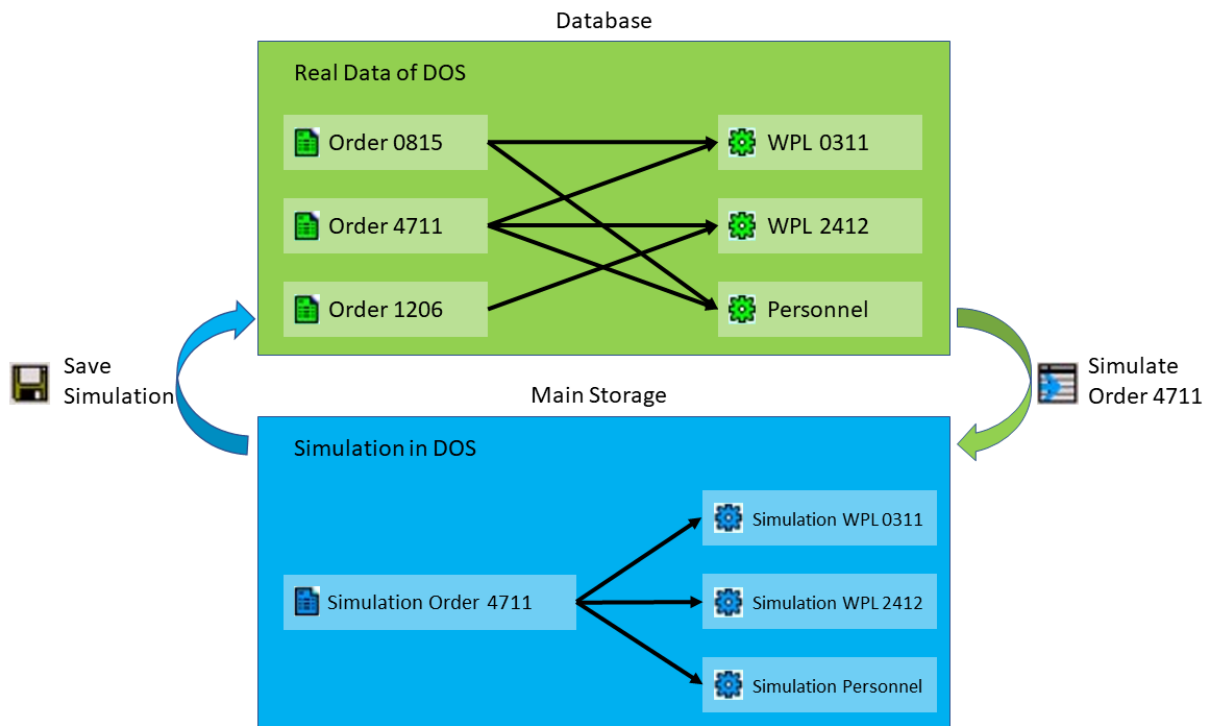 Database
Real Data of DOS
Order 0815
WPL 0311
Order 4711
WPL 2412
Order 1206
Personnel
Save
Simulation
Simulate
Order 4711
Main Storage
Simulation in DOS
Simulation WPL 0311
Simulation Order 4711
Simulation WPL 2412
Simulation Personnel